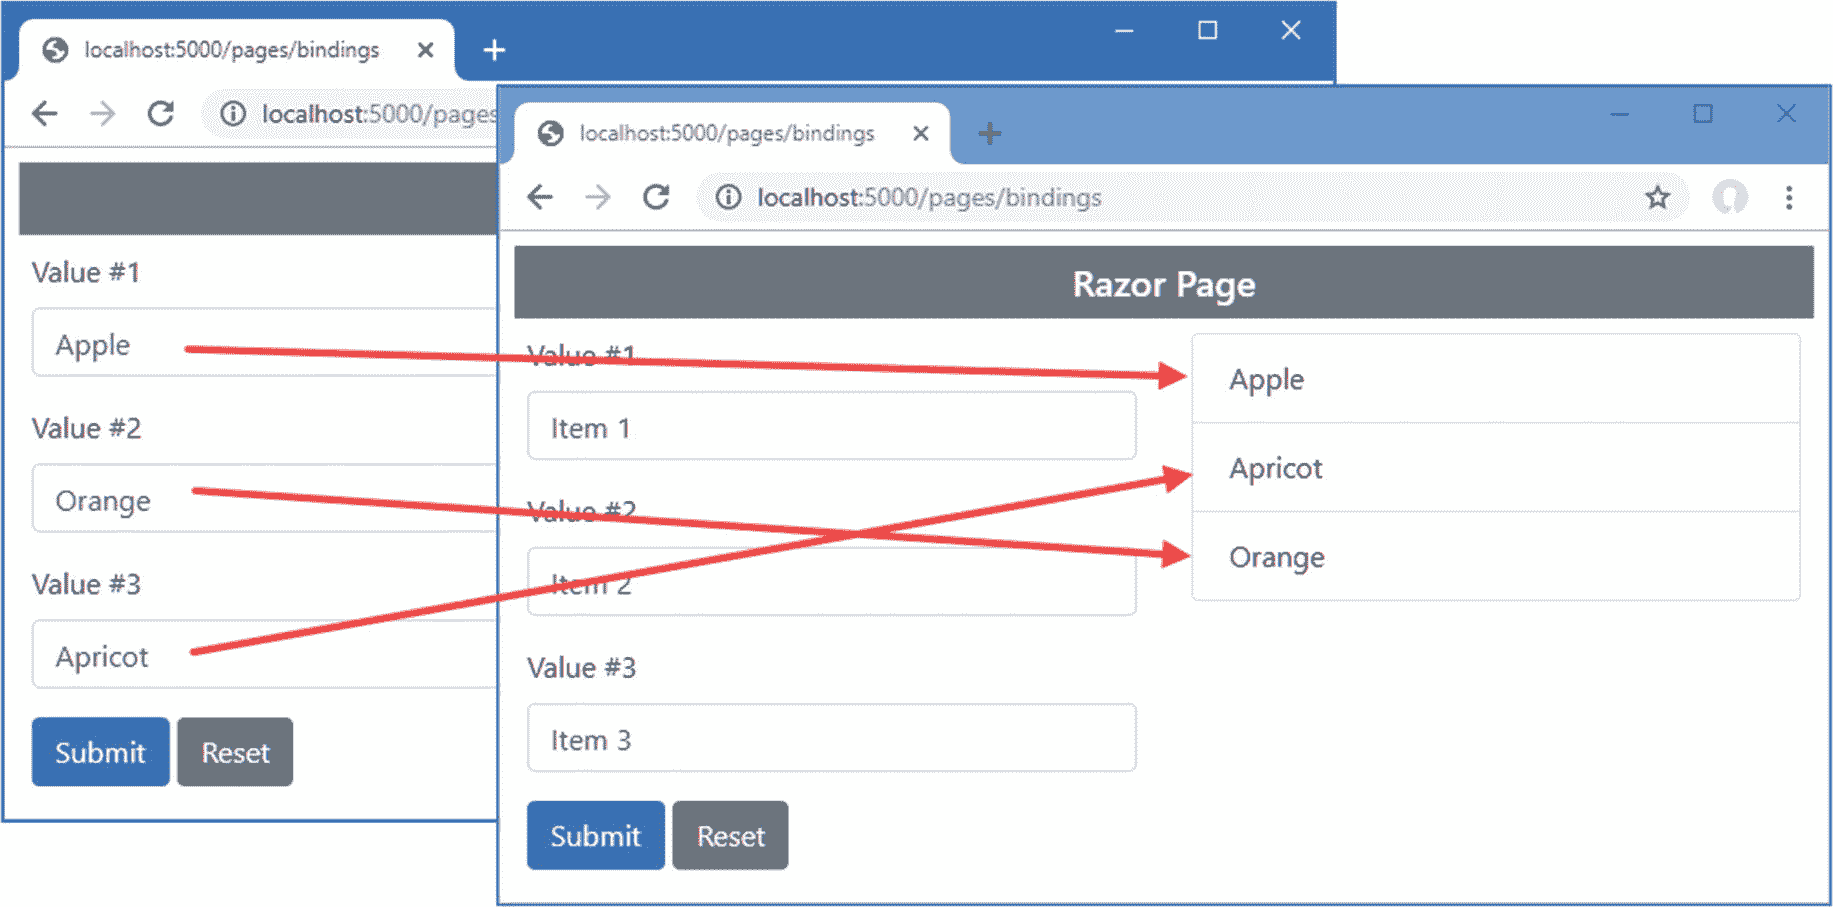 localhost:5000/pages/bindings
localhost:5000/pages
Value #1
Apple
Value #2
Orange
Value #3
Apricot
Submit Reset
localhost:5000/pages/bindings
localhost:5000/pages/bindings
Razor Page
Value #1
Item 1
Value #2
Item 2
Value #3
Item 3
Submit Reset
Apple
Apricot
Orange